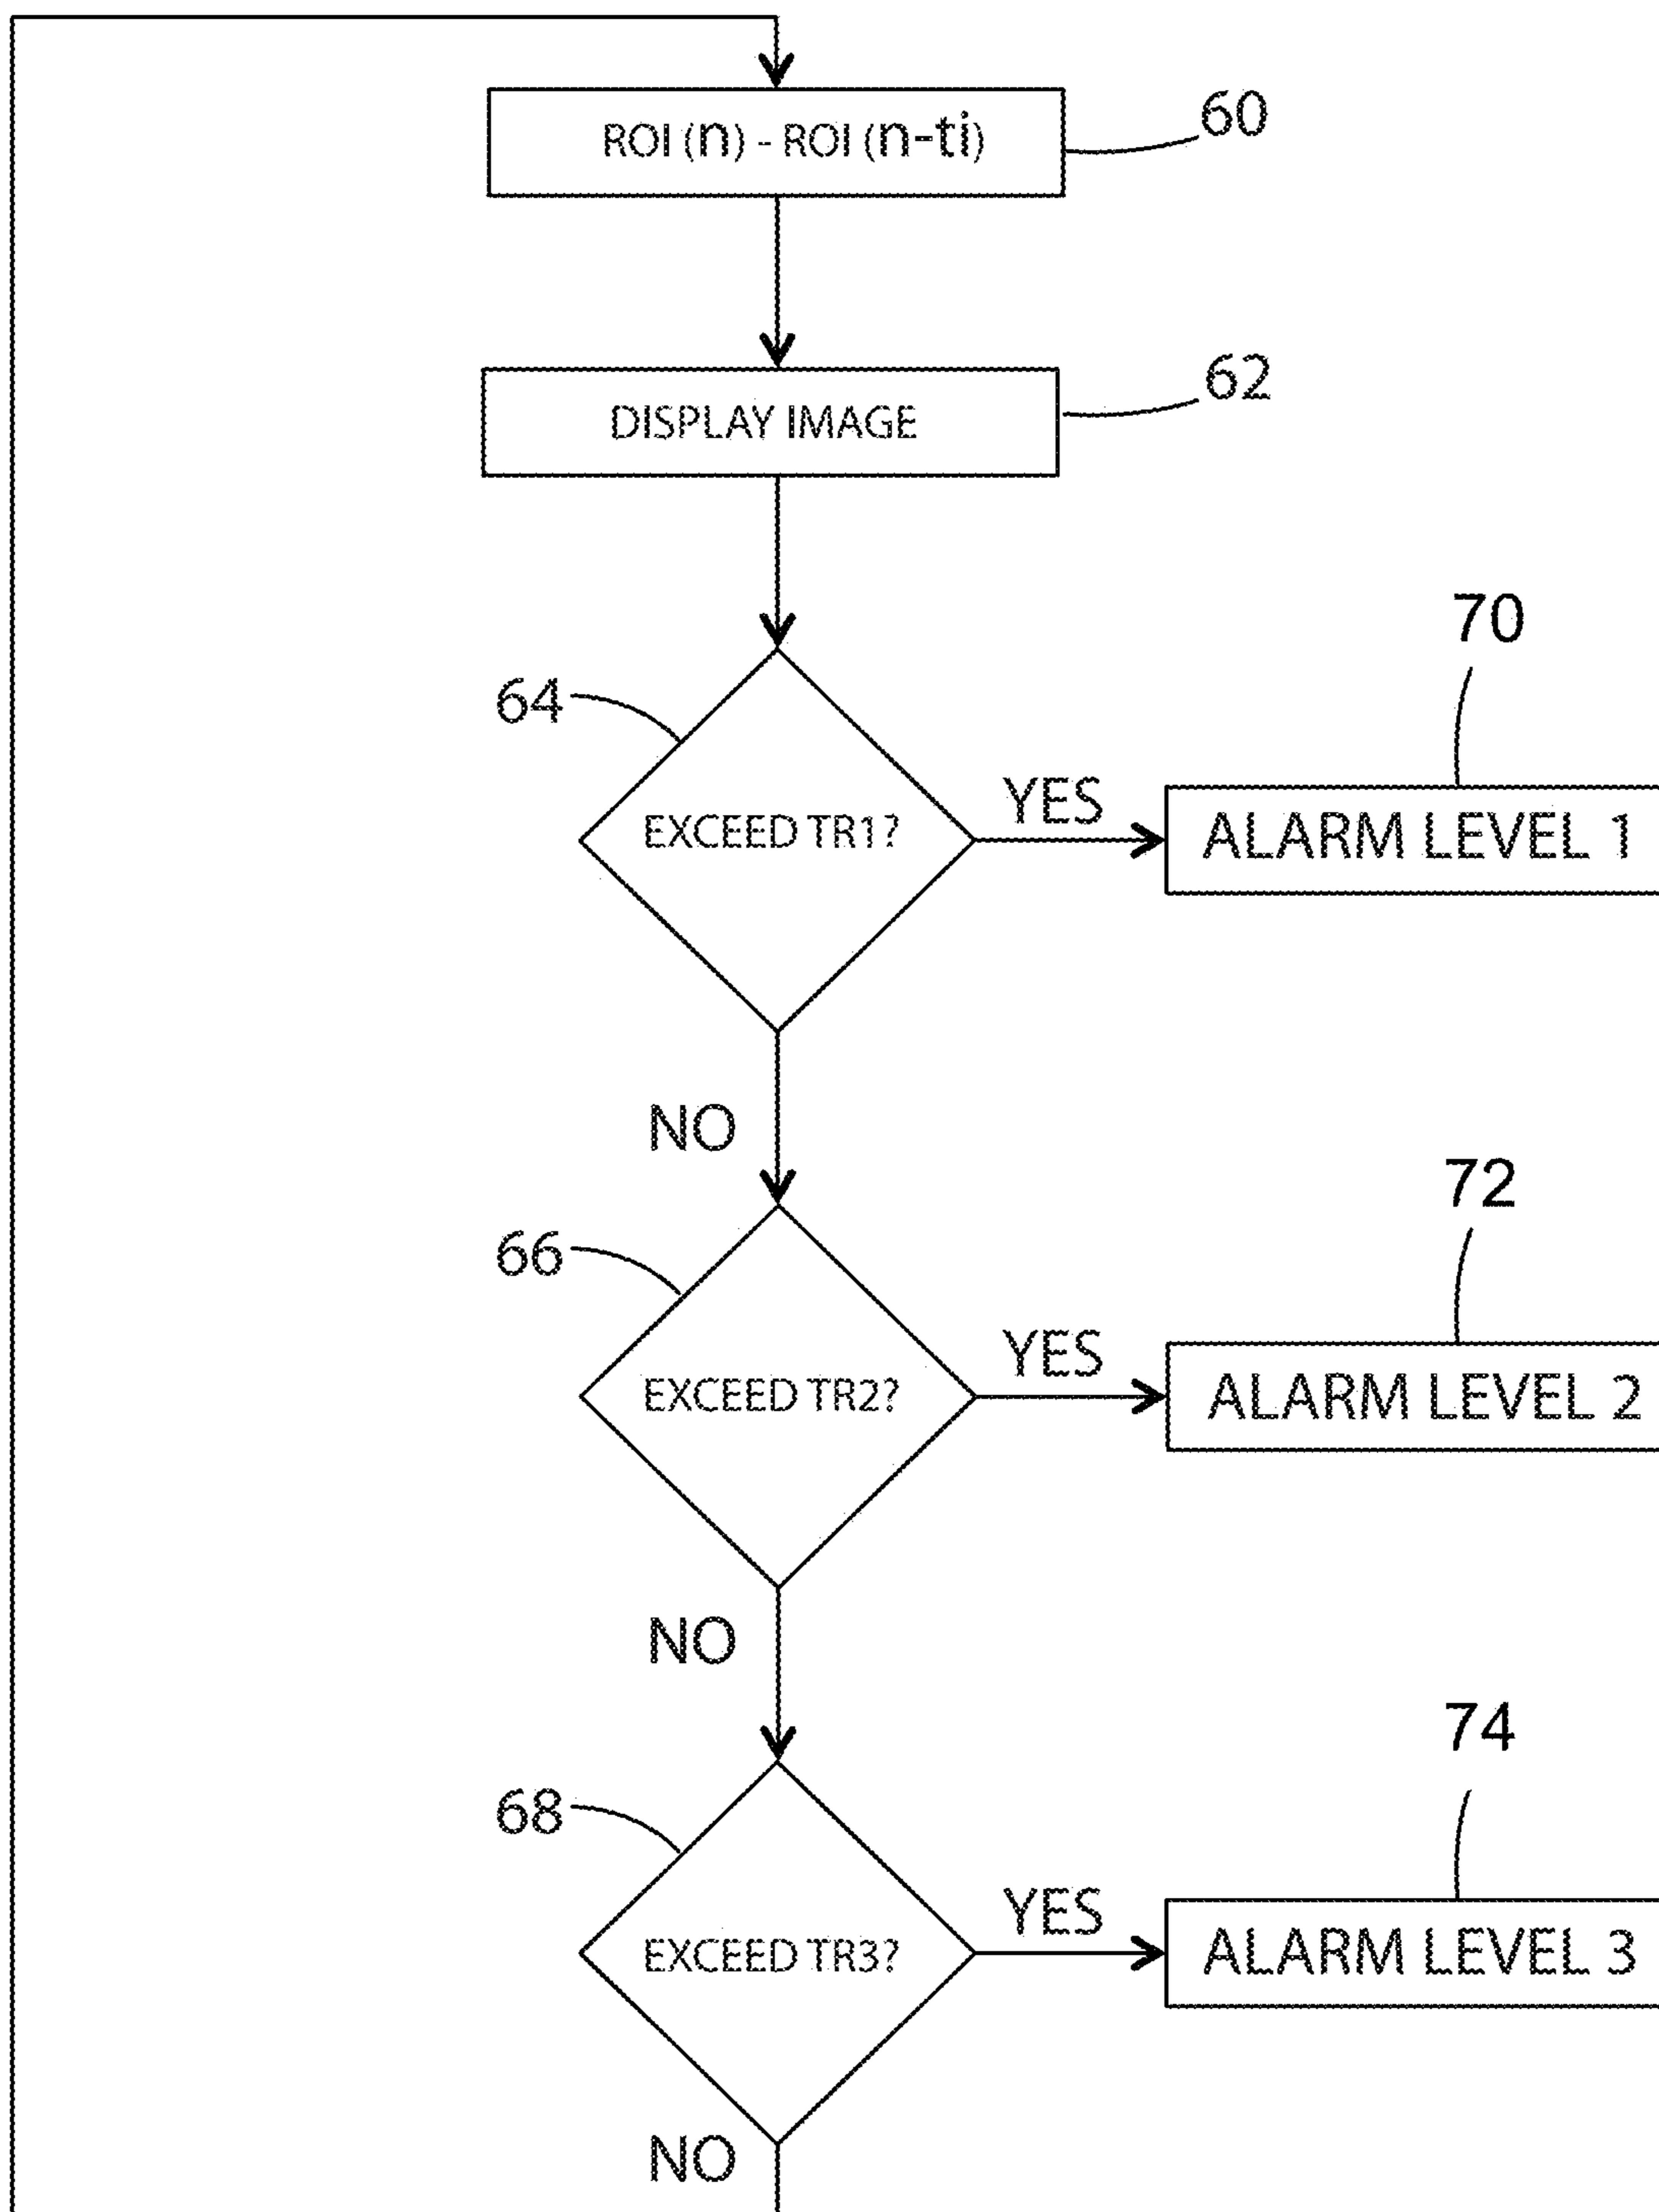 ROI (n) - ROI (n-ti)
60
DISPLAY IMAGE
62
70
64
EXCEED TR1?
YES
ALARM LEVEL 1
NO
72
66
EXCEED TR2?
YES
ALARM LEVEL 2
NO
74
68
EXCEED TR3?
YES
ALARM LEVEL 3
NO